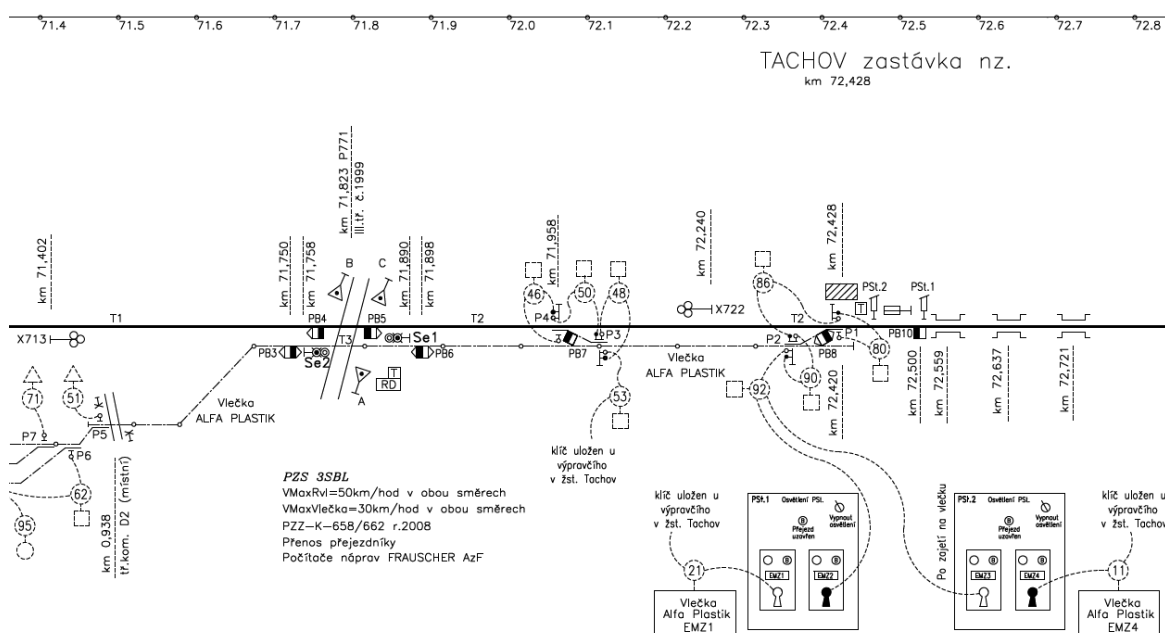 71.4 71.5 71.6 71.7 71.8 71.9 72.0 72.1 72.2 72.3 72.4 72.5 72.6 72.7 72.8
TACHOV zastávka nz.
km 72,428
km 71,402
km 71,750
km 71,758
km 71,823 P771
III.tř. č.1999
km 71,890
km 71,898
km 71,958
km 72,240
km 72,428
B C
46 50 48 86
PSt.2 PSt.1
T
T1 PB4 PB5 T2 P4 X722 T2
X713 T3 Se1 P3 P2 P1 PB10
PB3 Se2 PB6 PB7 PB8
T
RD
A
Vlečka
ALFA PLASTIK
80
71 51
Vlečka
ALFA PLASTIK
53 92 90
km 72,420
km 72,500
km 72,559
km 72,637
km 72,721
P7 P5
P6
62
95
km 0,938
tř.kom. D2 (místní)
klíč uložen u
výpravčího
v žst. Tachov
PZS 3SBL
VMaxRvl=50km/hod v obou směrech
VMaxVlečka=30km/hod v obou směrech
PZZ-K-658/662 r.2008
Přenos přejezdníky
Počítače náprav FRAUSCHER AzF
klíč uložen u
výpravčího
v žst. Tachov
21
Vlečka
Alfa Plastik
EMZ1
PSt.1 Osvětlení PSt.
B
Přejezd
uzavřen
Vypnout
osvětlení
B B
EMZ1 EMZ2
Po zajetí na vlečku
PSt.2 Osvětlení PSt.
B
Přejezd
uzavřen
Vypnout
osvětlení
B B
EMZ3 EMZ4
klíč uložen u
výpravčího
v žst. Tachov
11
Vlečka
Alfa Plastik
EMZ4